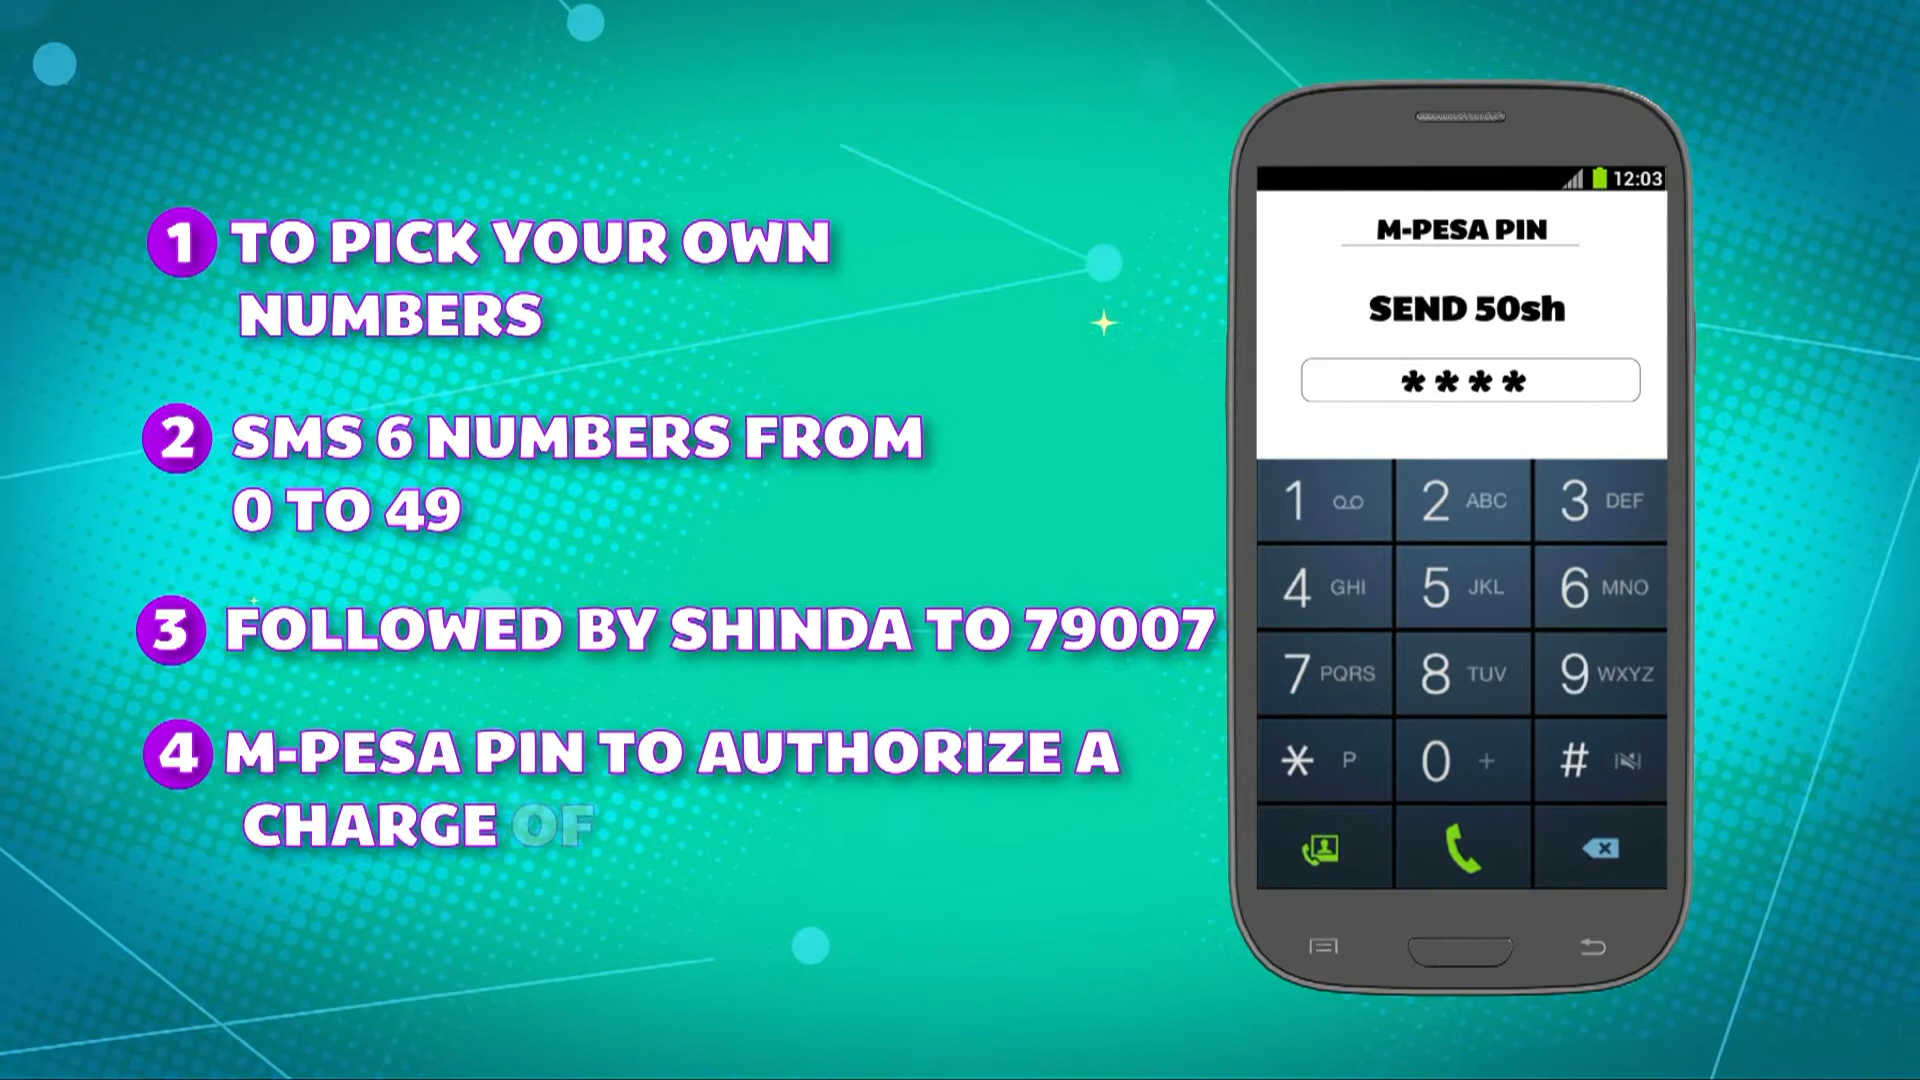 1 TO PICK YOUR OWN
NUMBERS
2 SMS 6 NUMBERS FROM
0 TO 49
3 FOLLOWED BY SHINDA TO 79007
4 M-PESA PIN TO AUTHORIZE A
CHARGE OF
12:03
M-PESA PIN
SEND 50sh
****
1 2 ABC 3 DEF
4 GHI 5 JKL 6 MNO
7 PQRS 8 TUV 9 WXYZ
* P 0 + #